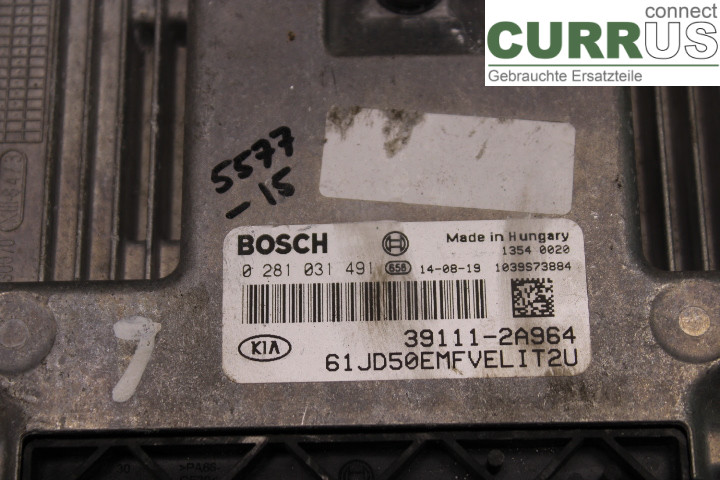 connect
CURRUS
Gebrauchte Ersatzteile
5577
-15
BOSCH
Made in Hungary
1354 0020
0 281 031 491 656 14-08-19 1039S73884
39111-2A964
KIA 61JD50EMFVELIT2U
7
>PA66